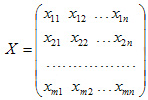 x11 x12 ...x1n
X = x21 x22 ...x2n
..................
xm1 xm2 ...xmn